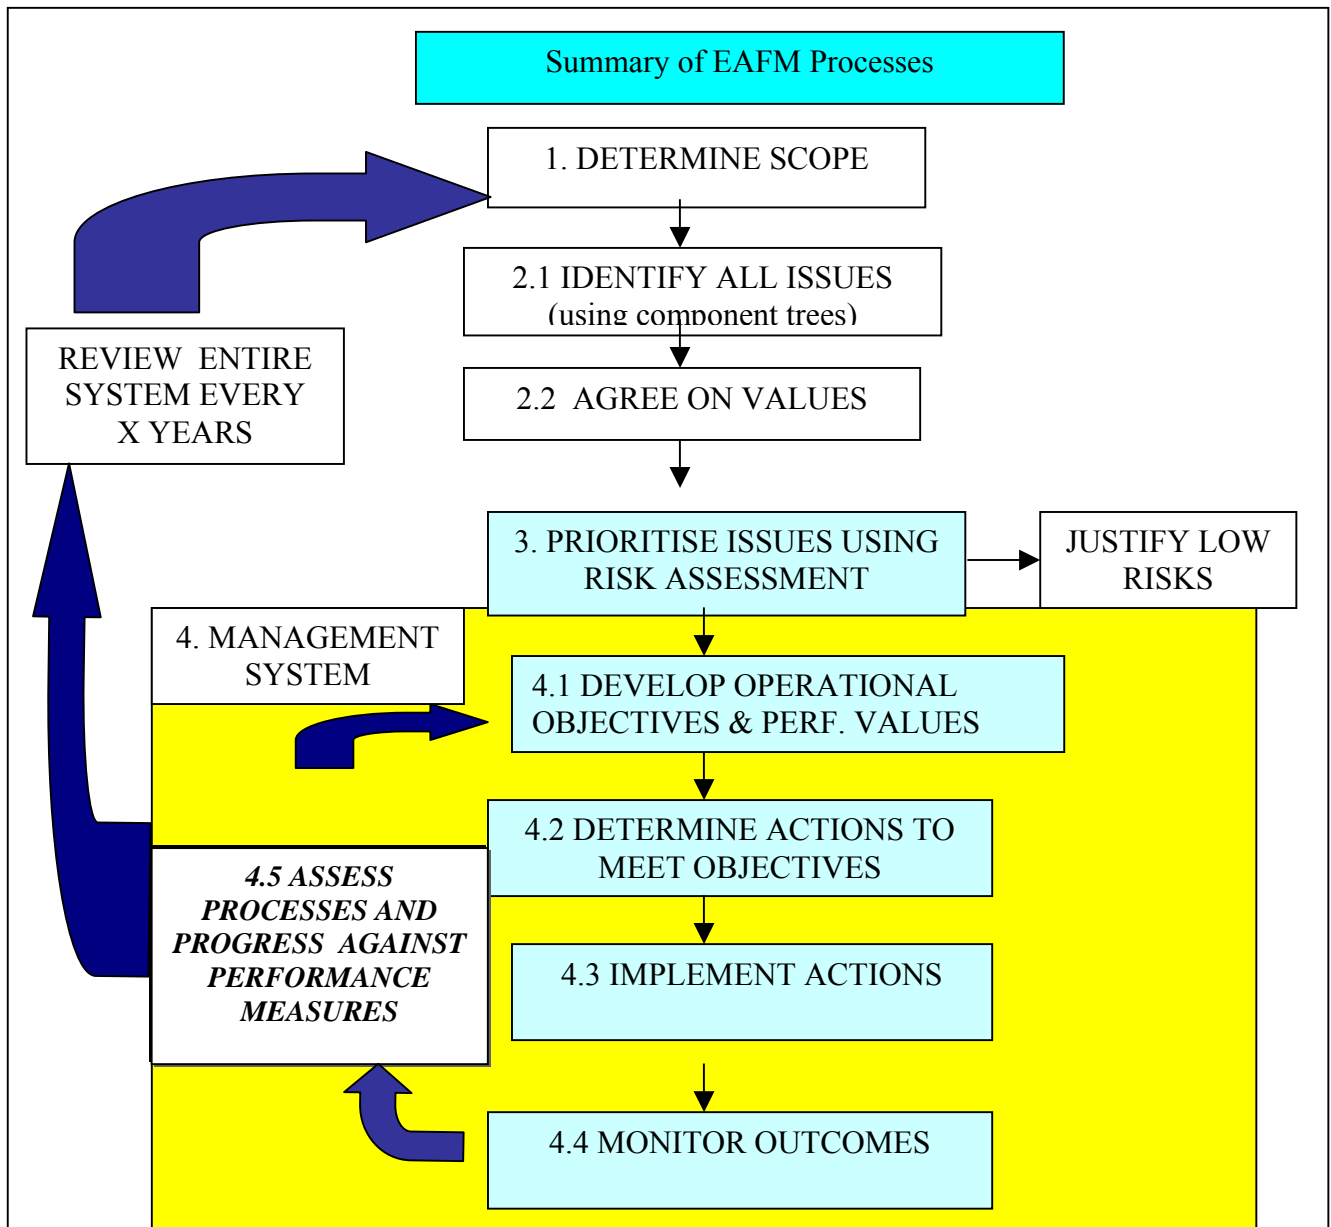 Summary of EAFM Processes
1. DETERMINE SCOPE
2.1 IDENTIFY ALL ISSUES
(using component trees)
2.2 AGREE ON VALUES
REVIEW ENTIRE
SYSTEM EVERY
X YEARS
3. PRIORITISE ISSUES USING
RISK ASSESSMENT
JUSTIFY LOW
RISKS
4. MANAGEMENT
SYSTEM
4.1 DEVELOP OPERATIONAL
OBJECTIVES & PERF. VALUES
4.2 DETERMINE ACTIONS TO
MEET OBJECTIVES
4.5 ASSESS
PROCESSES AND
PROGRESS AGAINST
PERFORMANCE
MEASURES
4.3 IMPLEMENT ACTIONS
4.4 MONITOR OUTCOMES